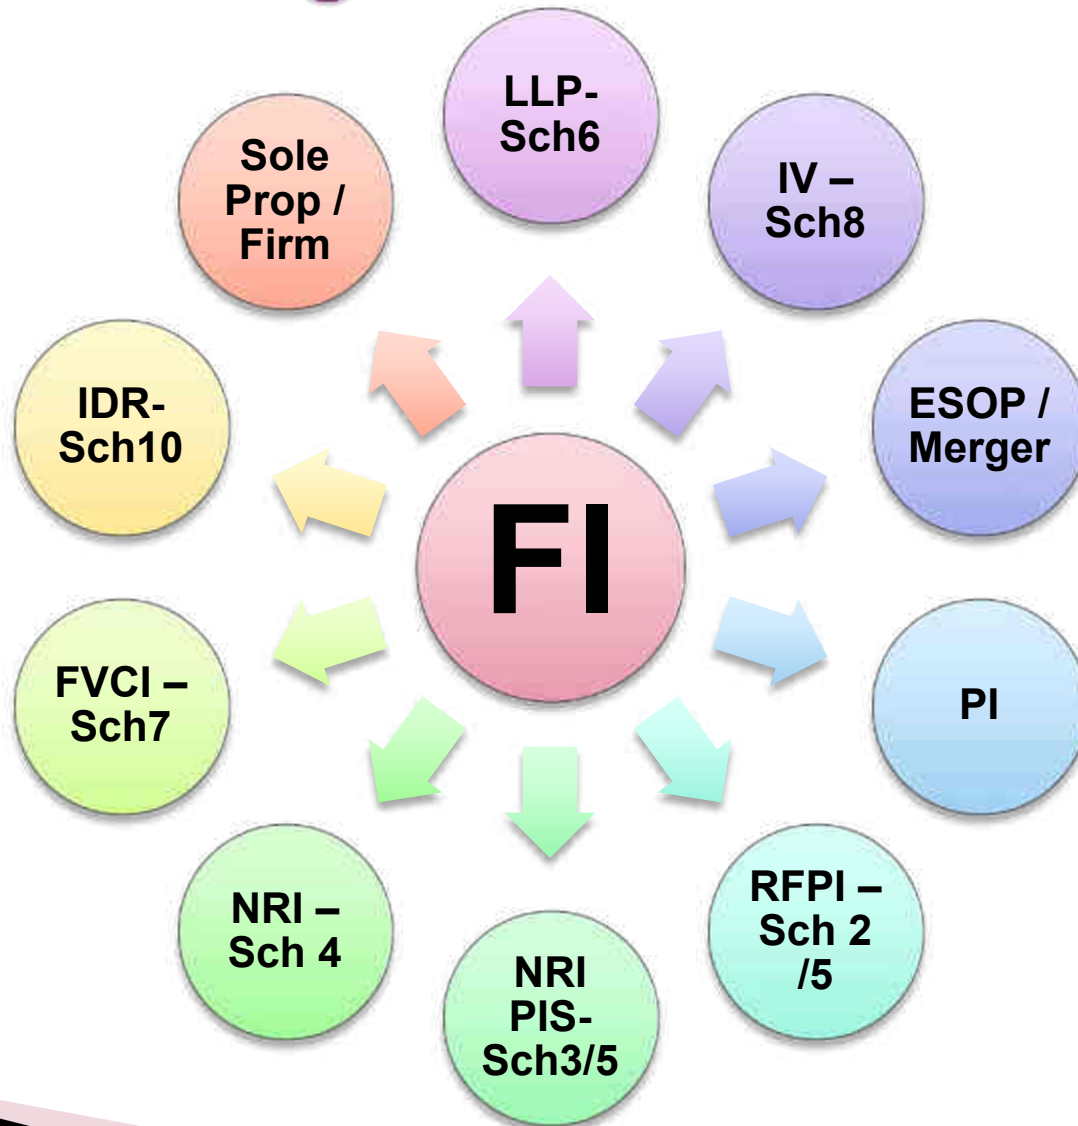 LLP-
Sch6
IV –
Sch8
ESOP /
Merger
PI
RFPI –
Sch 2
/5
NRI
PIS-
Sch3/5
NRI –
Sch 4
FVCI –
Sch7
IDR-
Sch10
Sole
Prop /
Firm
FI